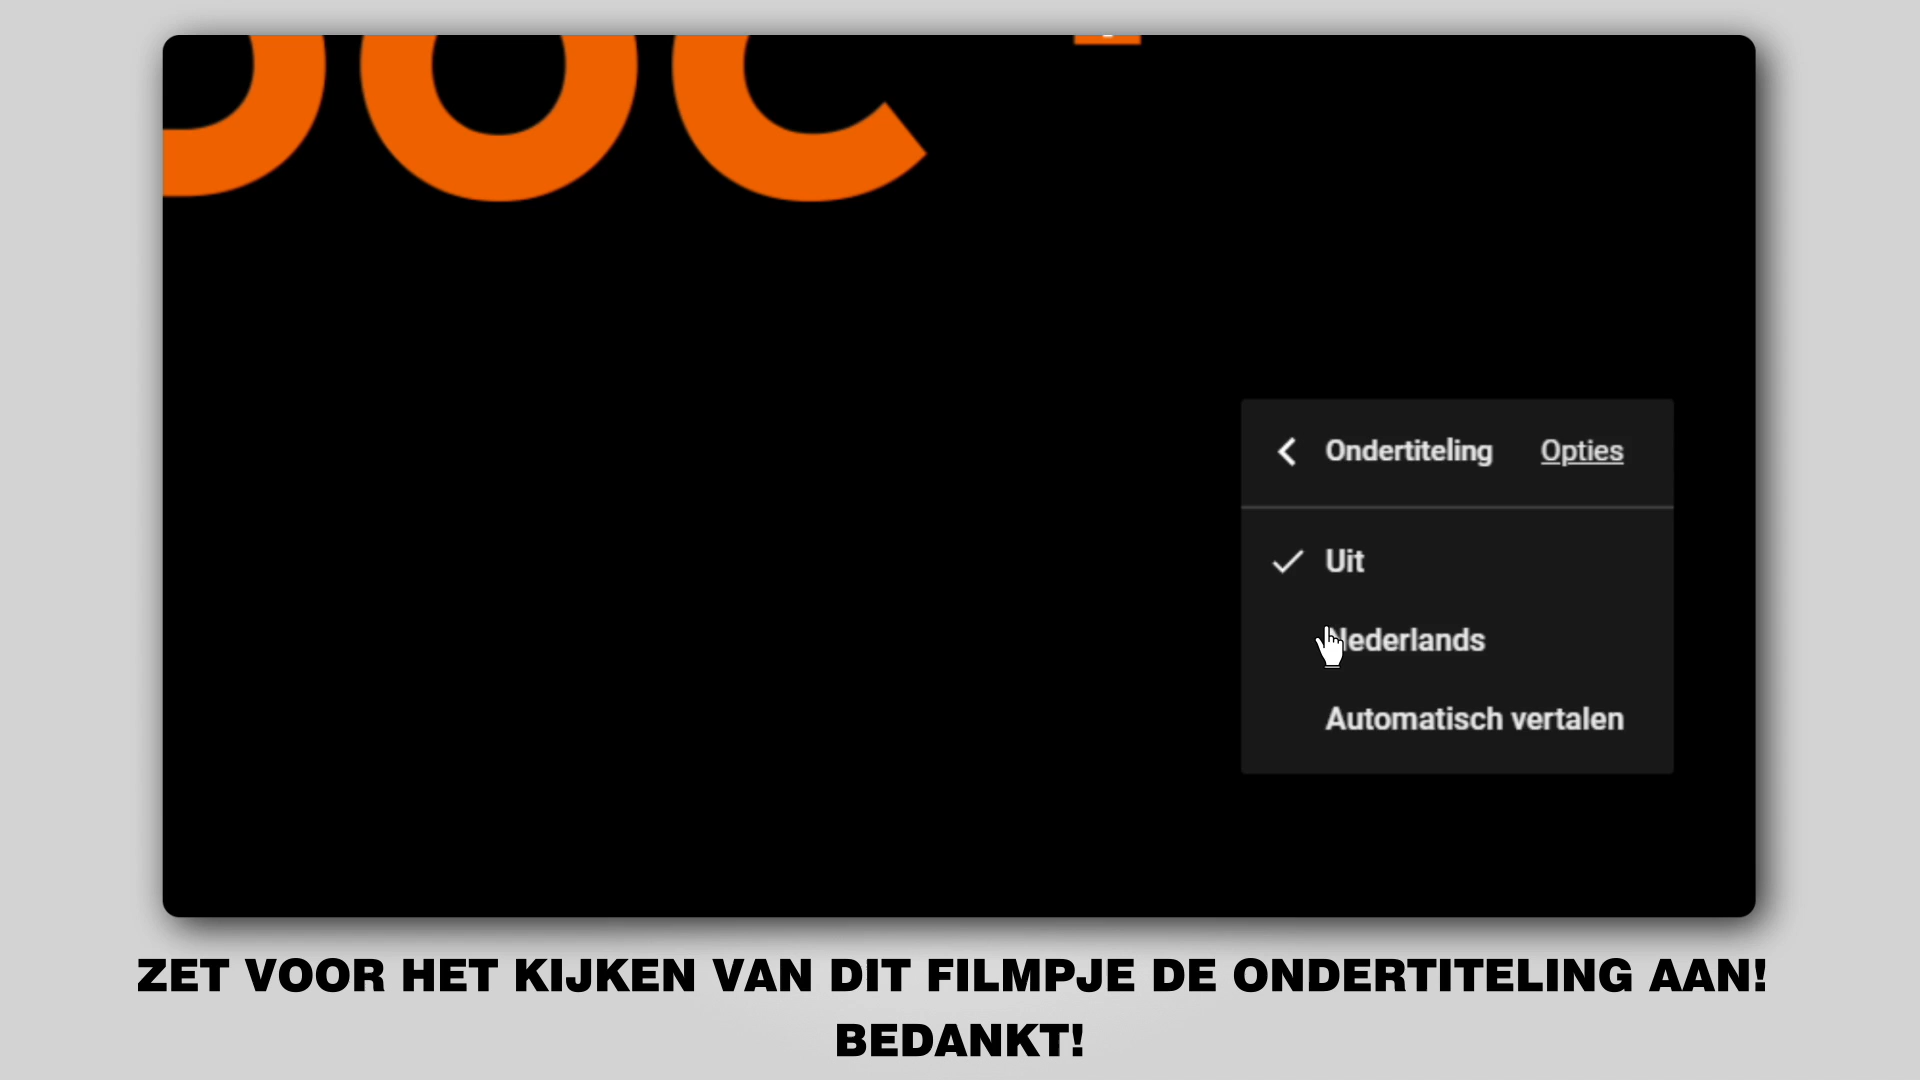 Ondertiteling Opties
Uit
Nederlands
Automatisch vertalen
ZET VOOR HET KIJKEN VAN DIT FILMPJE DE ONDERTITELING AAN!
BEDANKT!